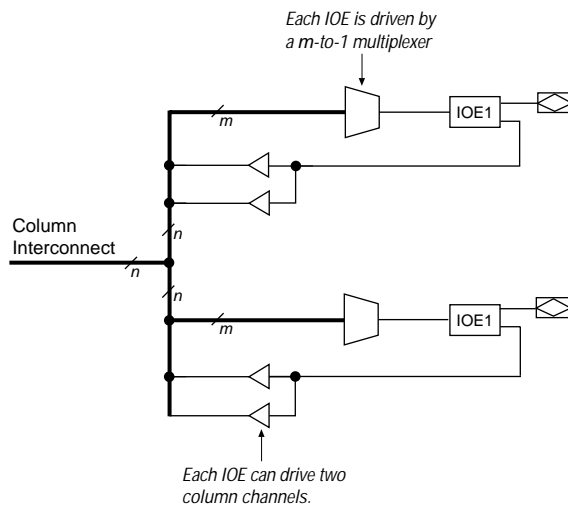 Each IOE is driven by
a m-to-1 multiplexer
m
IOE1
Column
Interconnect
n
n
n
m
IOE1
Each IOE can drive two
column channels.